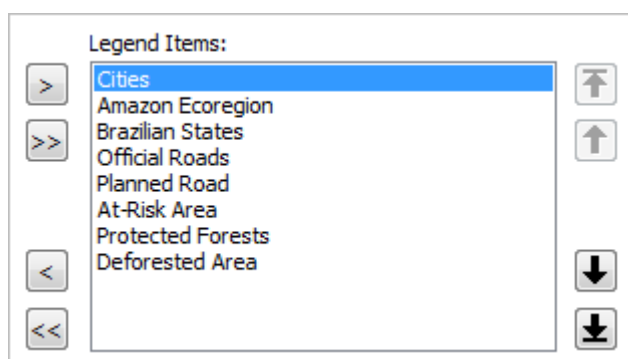 Legend Items:
>
Cities
Amazon Ecoregion
>>
Brazilian States
Official Roads
Planned Road
At-Risk Area
Protected Forests
<
Deforested Area
<<